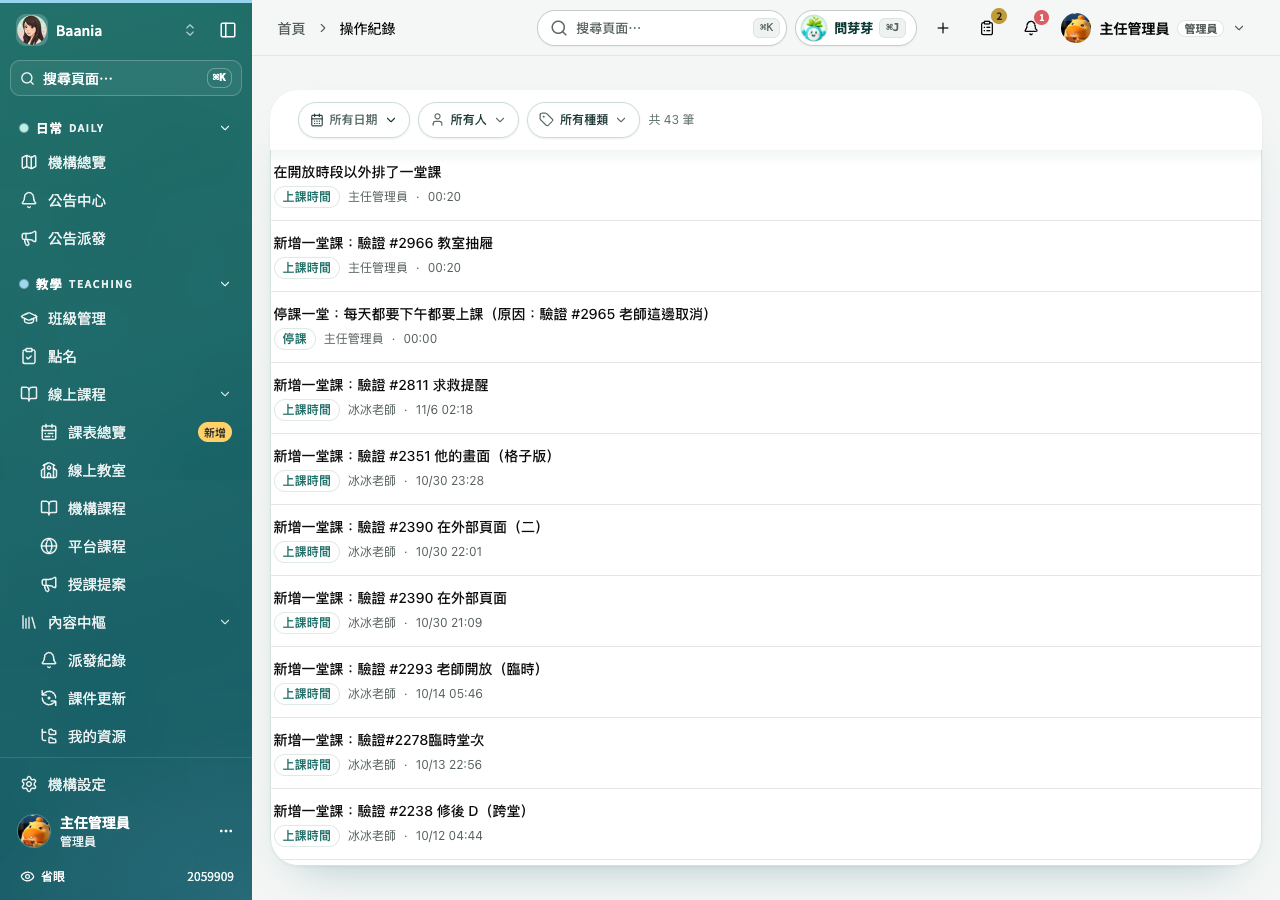 Baania
搜尋頁面… ⌘K
日常 DAILY
機構總覽
公告中心
公告派發
教學 TEACHING
班級管理
點名
線上課程
課表總覽 新增
線上教室
機構課程
平台課程
授課提案
內容中樞
派發紀錄
課件更新
我的資源
機構設定
主任管理員
管理員
省眼 2059909
首頁 > 操作紀錄
搜尋頁面… ⌘K
問芽芽 ⌘J
2
1
主任管理員 管理員
所有日期 所有人 所有種類 共 43 筆
在開放時段以外排了一堂課
上課時間 主任管理員 · 00:20
新增一堂課：驗證 #2966 教室抽屜
上課時間 主任管理員 · 00:20
停課一堂：每天都要下午都要上課（原因：驗證 #2965 老師這邊取消）
停課 主任管理員 · 00:00
新增一堂課：驗證 #2811 求救提醒
上課時間 冰冰老師 · 11/6 02:18
新增一堂課：驗證 #2351 他的畫面（格子版）
上課時間 冰冰老師 · 10/30 23:28
新增一堂課：驗證 #2390 在外部頁面（二）
上課時間 冰冰老師 · 10/30 22:01
新增一堂課：驗證 #2390 在外部頁面
上課時間 冰冰老師 · 10/30 21:09
新增一堂課：驗證 #2293 老師開放（臨時）
上課時間 冰冰老師 · 10/14 05:46
新增一堂課：驗證#2278臨時堂次
上課時間 冰冰老師 · 10/13 22:56
新增一堂課：驗證 #2238 修後 D（跨堂）
上課時間 冰冰老師 · 10/12 04:44